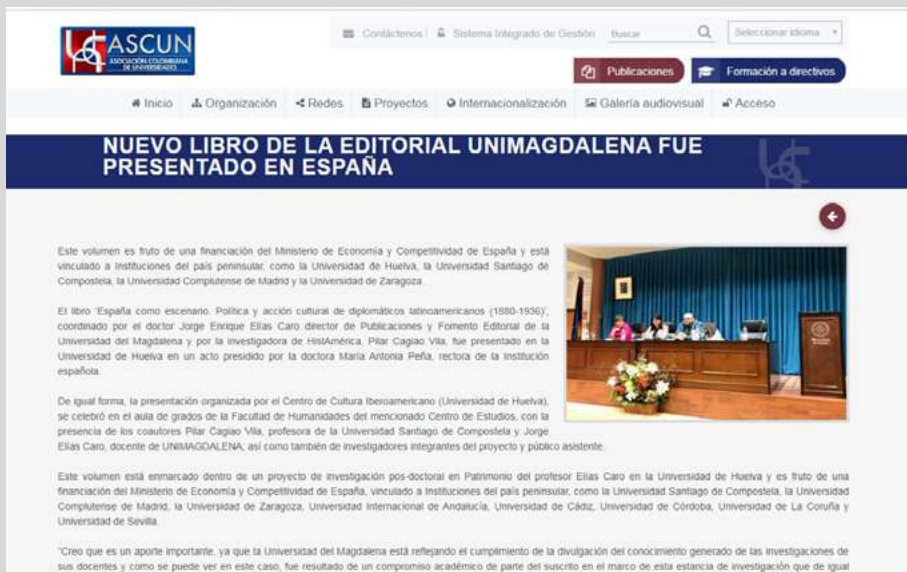 ASCUN
ASOCIACIÓN COLOMBIANA
DE UNIVERSIDADES
Contáctenos | Sistema Integrado de Gestión Buscar Seleccionar idioma
Publicaciones Formación a directivos
Inicio Organización Redes Proyectos Internacionalización Galería audiovisual Acceso
NUEVO LIBRO DE LA EDITORIAL UNIMAGDALENA FUE
PRESENTADO EN ESPAÑA
Este volumen es fruto de una financiación del Ministerio de Economía y Competitividad de España y está
vinculado a Instituciones del país peninsular, como la Universidad de Huelva, la Universidad Santiago de
Compostela, la Universidad Complutense de Madrid y la Universidad de Zaragoza.
El libro 'España como escenario. Política y acción cultural de diplomáticos latinoamericanos (1880-1936)',
coordinado por el doctor Jorge Enrique Elías Caro director de Publicaciones y Fomento Editorial de la
Universidad del Magdalena y por la investigadora de HistAmérica, Pilar Cagiao Vila, fue presentado en la
Universidad de Huelva en un acto presidido por la doctora María Antonia Peña, rectora de la Institución
española.
De igual forma, la presentación organizada por el Centro de Cultura Iberoamericano (Universidad de Huelva),
se celebró en el aula de grados de la Facultad de Humanidades del mencionado Centro de Estudios, con la
presencia de los coautores Pilar Cagiao Vila, profesora de la Universidad Santiago de Compostela y Jorge
Elías Caro, docente de UNIMAGDALENA; así como también de investigadores integrantes del proyecto y público asistente.
Este volumen está enmarcado dentro de un proyecto de investigación pos-doctoral en Patrimonio del profesor Elías Caro en la Universidad de Huelva y es fruto de una
financiación del Ministerio de Economía y Competitividad de España, vinculado a Instituciones del país peninsular, como la Universidad Santiago de Compostela, la Universidad
Complutense de Madrid, la Universidad de Zaragoza, Universidad Internacional de Andalucía, Universidad de Cádiz, Universidad de Córdoba, Universidad de La Coruña y
Universidad de Sevilla.
"Creo que es un aporte importante, ya que la Universidad del Magdalena está reflejando el cumplimiento de la divulgación del conocimiento generado de las investigaciones de
sus docentes y como se puede ver en este caso, fue resultado de un compromiso académico de parte del suscrito en el marco de esta estancia de investigación que de igual